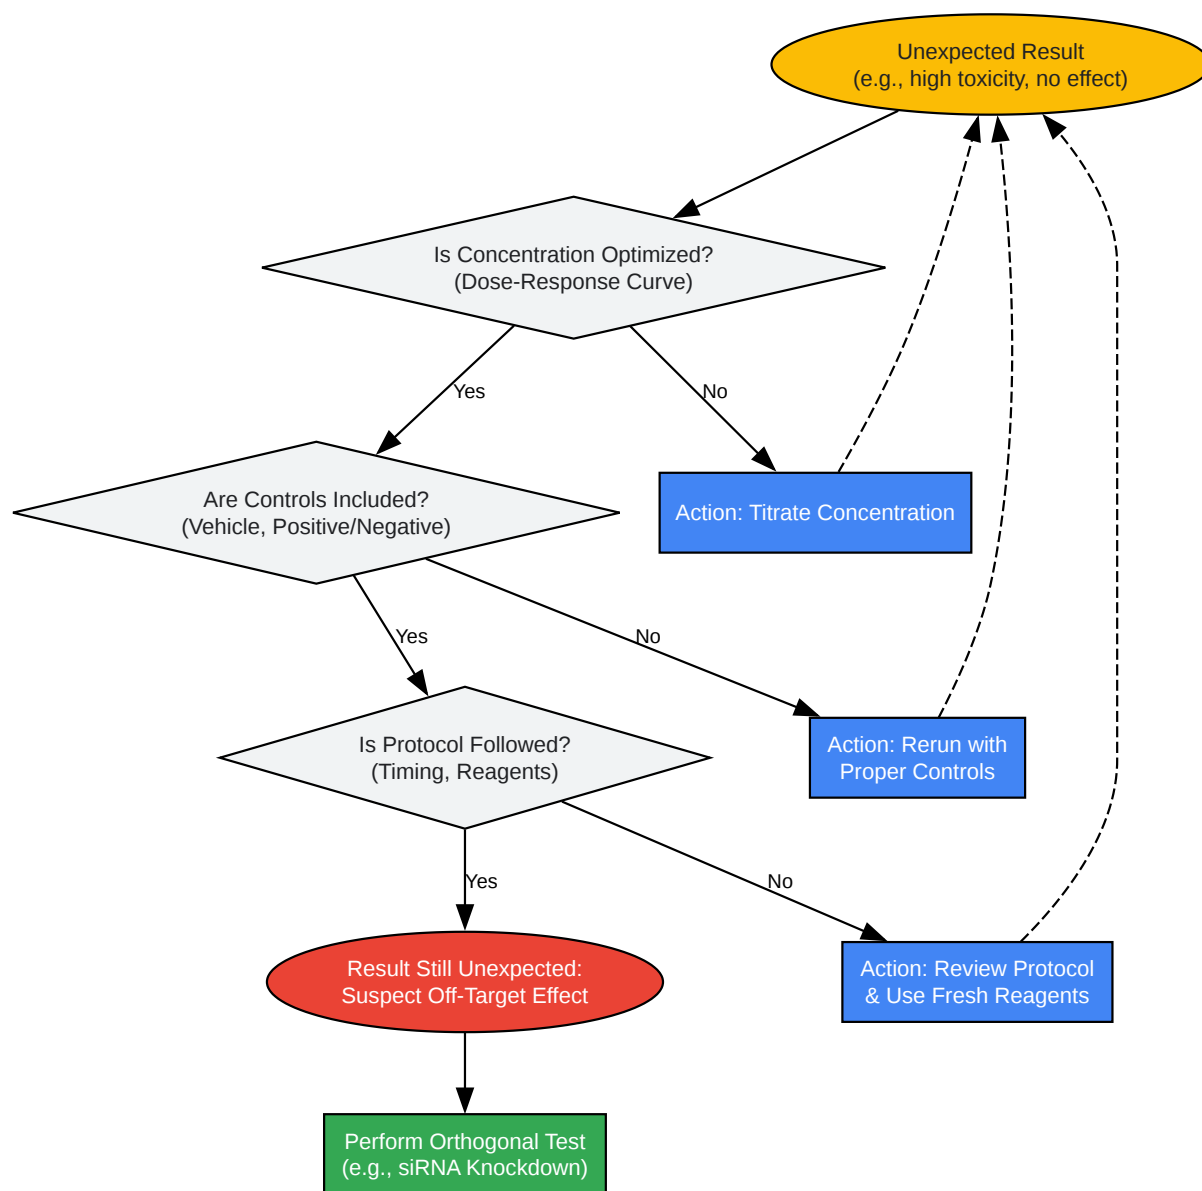 Unexpected Result
(e.g., high toxicity, no effect)
Is Concentration Optimized?
(Dose-Response Curve)
Yes
No
Are Controls Included?
(Vehicle, Positive/Negative)
Action: Titrate Concentration
Yes
No
Is Protocol Followed?
(Timing, Reagents)
Action: Rerun with
Proper Controls
Yes
No
Result Still Unexpected:
Suspect Off-Target Effect
Action: Review Protocol
& Use Fresh Reagents
Perform Orthogonal Test
(e.g., siRNA Knockdown)